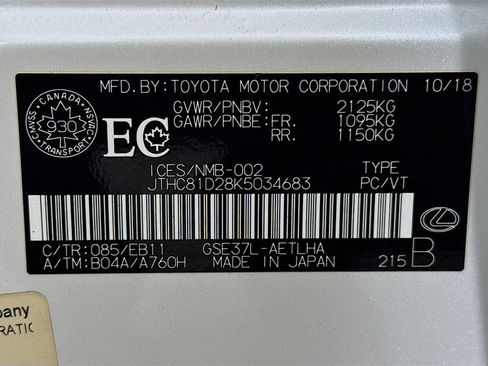 MFD.BY:TOYOTA MOTOR CORPORATION 10/18
GVWR/PNBV: 2125KG
GAWR/PNBE:FR. 1095KG
RR. 1150KG
CANADA
CMVSS NSVAC
930
TRANSPORT
EC
ICES/NMB-002 TYPE
JTHC81D28K5034683 PC/VT
C/TR:085/EB11 GSE37L-AETLHA
A/TM:B04A/A760H MADE IN JAPAN 215 B
pany
RATIC